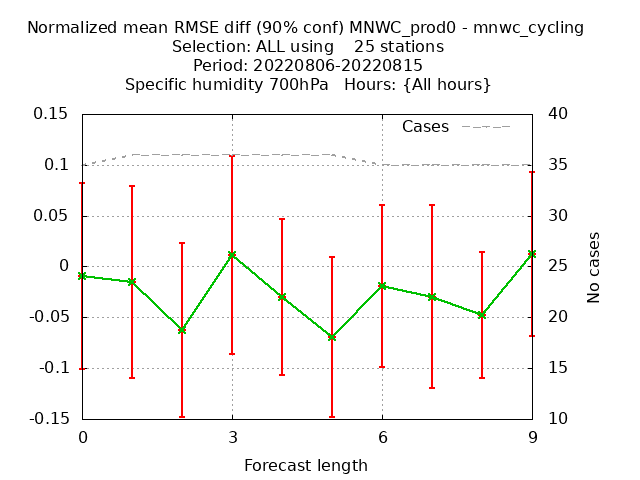 Normalized mean RMSE diff (90% conf) MNWC_prod0 - mnwc_cycling
Selection: ALL using    25 stations
Period: 20220806-20220815
Specific humidity 700hPa   Hours: {All hours}
0.15
0.1
0.05
0
-0.05
-0.1
-0.15
Cases
40
35
30
25
20
15
10
No cases
0
3
6
9
Forecast length